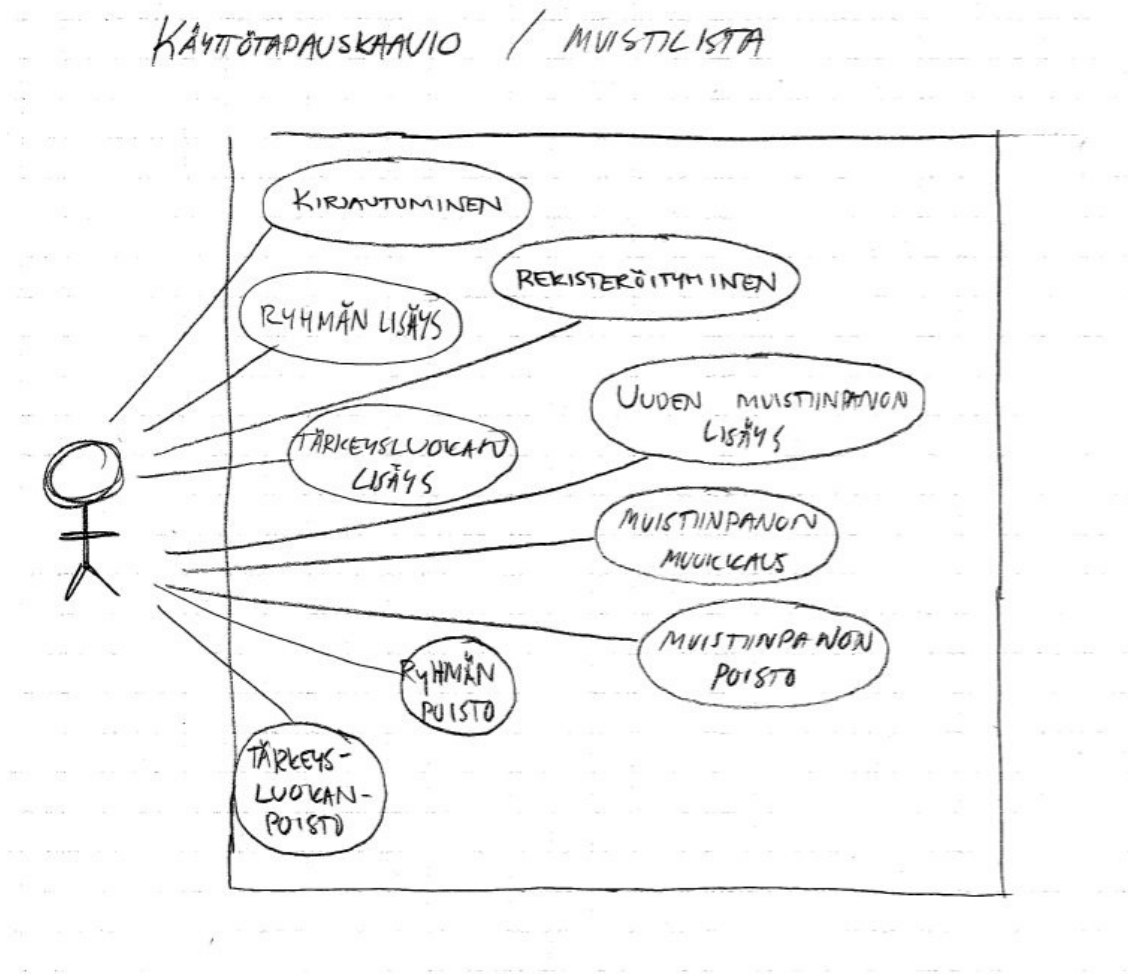 KÄYTTÖTAPAUSKAAVIO / MUISTILISTA
KIRJAUTUMINEN
REKISTERÖITYMINEN
RYHMÄN LISÄYS
UUDEN MUISTIINPANON
LISÄYS
TÄRKEYSLUOKAN
LISÄYS
MUISTIINPANON
MUOKKAUS
MUISTIINPANON
POISTO
RYHMÄN
POISTO
TÄRKEYS-
LUOKAN-
POISTO